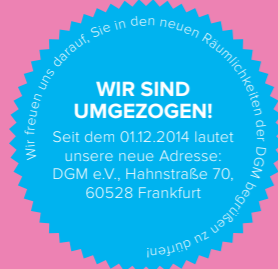 Wir freuen uns darauf, Sie in den neuen Räumlichkeiten der DGM begrüßen zu dürfen!
WIR SIND
UMGEZOGEN!
Seit dem 01.12.2014 lautet
unsere neue Adresse:
DGM e.V., Hahnstraße 70,
60528 Frankfurt